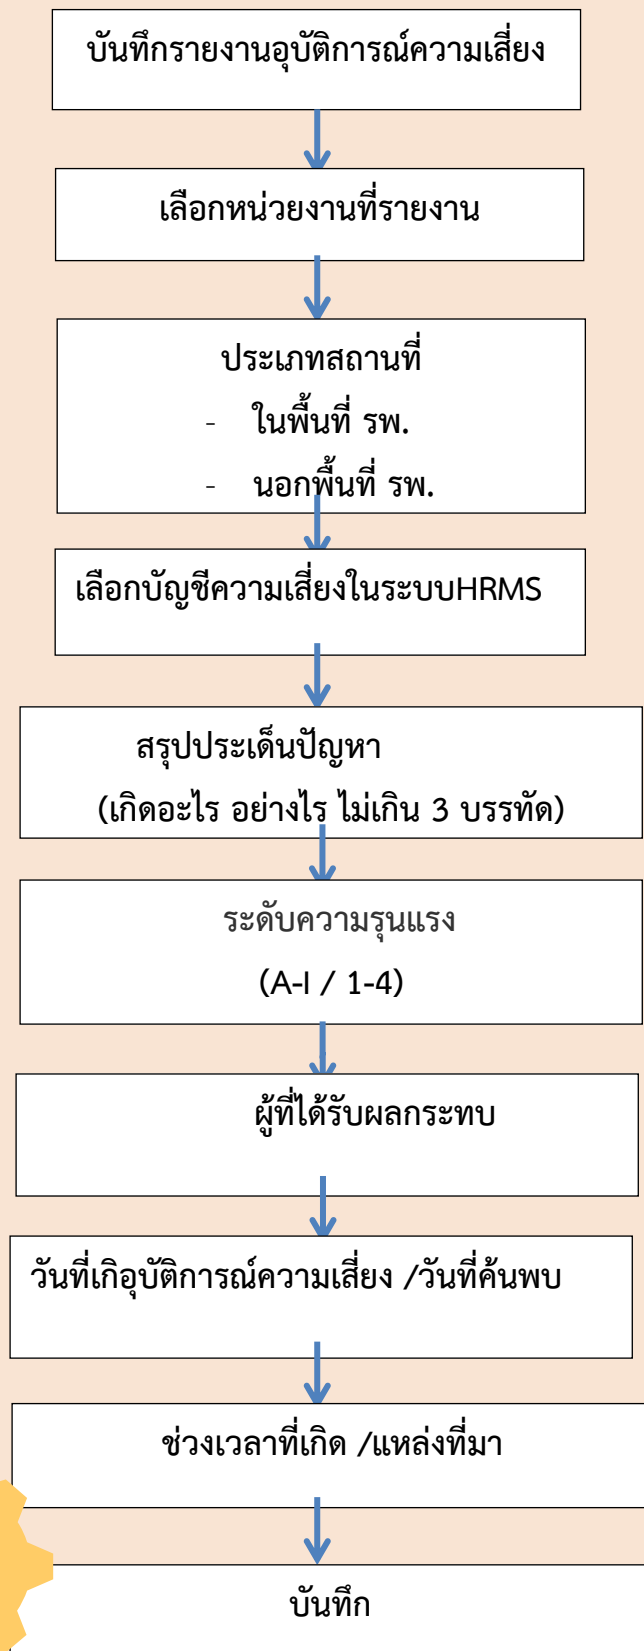 บันทึกรายงานอุบัติการณ์ความเสี่ยง
เลือกหน่วยงานที่รายงาน
ประเภทสถานที่
- ในพื้นที่ รพ.
- นอกพื้นที่ รพ.
เลือกบัญชีความเสี่ยงในระบบHRMS
สรุปประเด็นปัญหา
(เกิดอะไร อย่างไร ไม่เกิน 3 บรรทัด)
ระดับความรุนแรง
(A-I / 1-4)
ผู้ที่ได้รับผลกระทบ
วันที่เกิอุบัติการณ์ความเสี่ยง /วันที่ค้นพบ
ช่วงเวลาที่เกิด /แหล่งที่มา
บันทึก